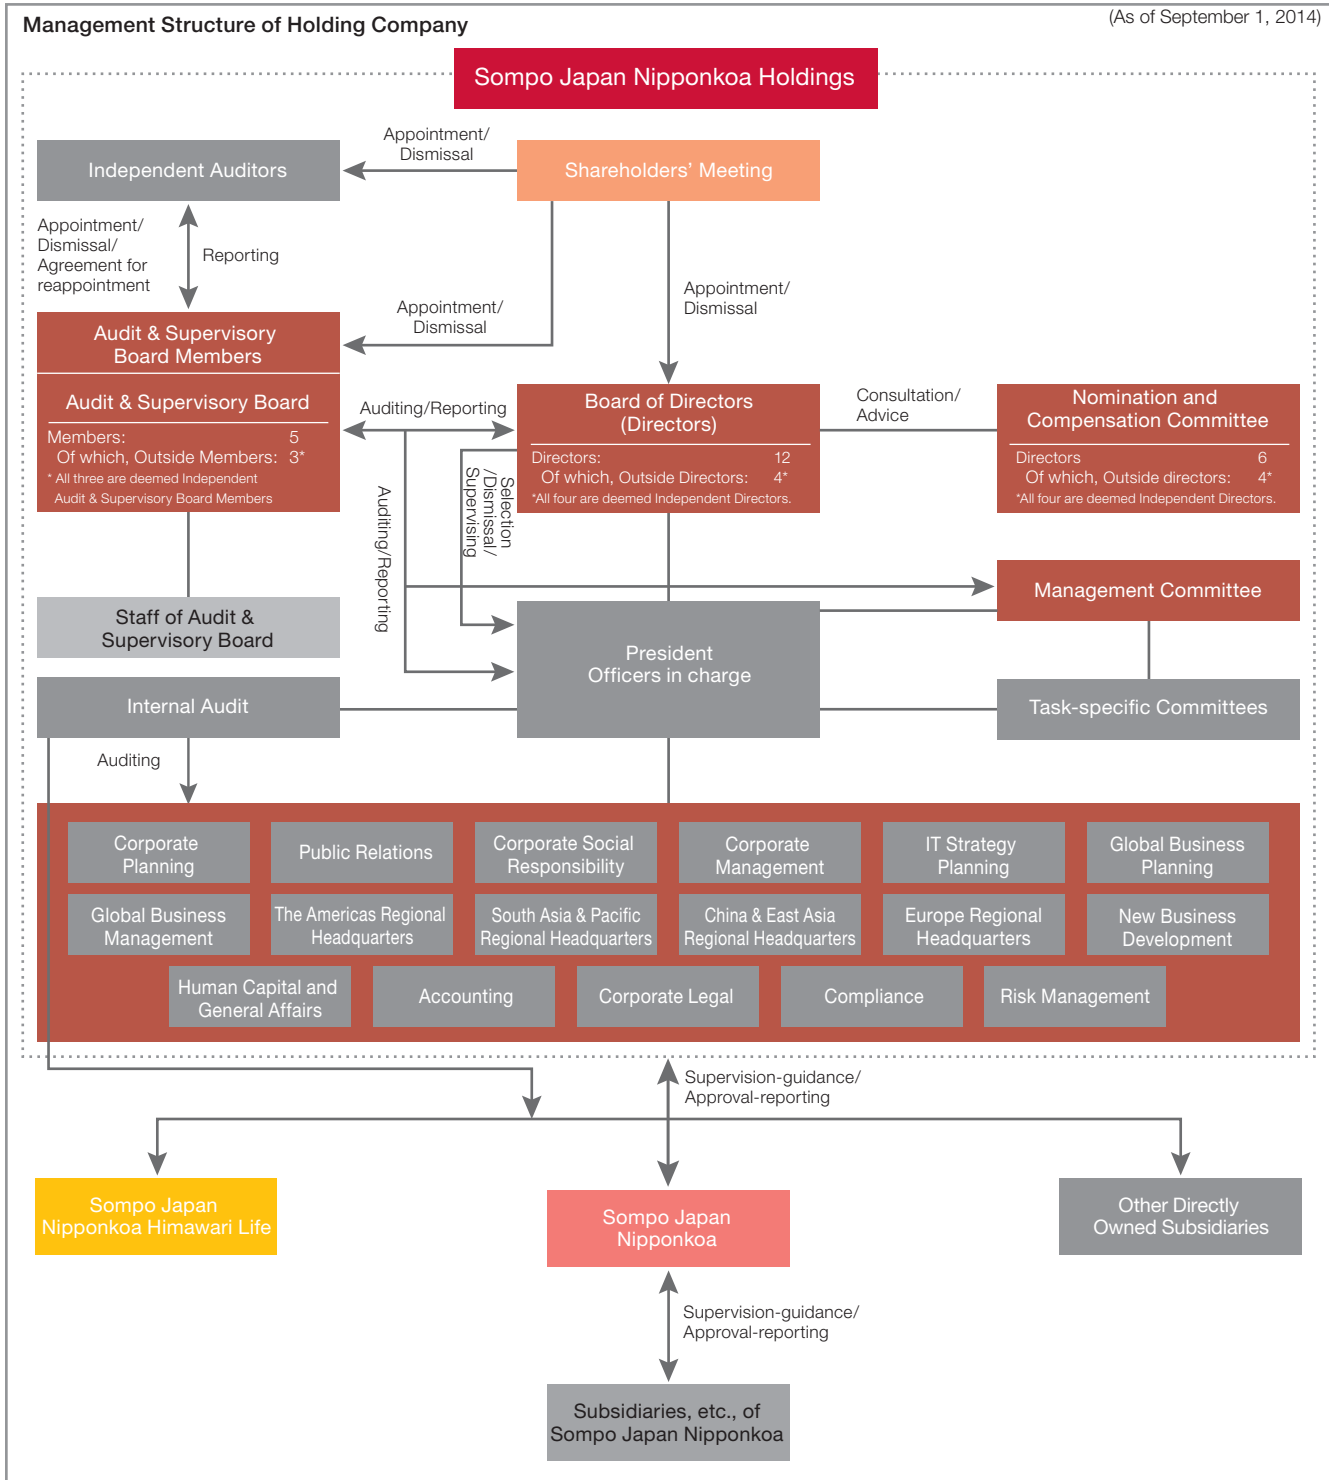 Management Structure of Holding Company
(As of September 1, 2014)
Sompo Japan Nipponkoa Holdings
Independent Auditors
Appointment/
Dismissal
Shareholders' Meeting
Appointment/
Dismissal/
Agreement for
reappointment
Reporting
Appointment/
Dismissal
Appointment/
Dismissal
Audit & Supervisory
Board Members
Audit & Supervisory Board
Members: 5
Of which, Outside Members: 3*
* All three are deemed Independent
Audit & Supervisory Board Members
Auditing/Reporting
Board of Directors
(Directors)
Directors: 12
Of which, Outside Directors: 4*
*All four are deemed Independent Directors.
Consultation/
Advice
Nomination and
Compensation Committee
Directors 6
Of which, Outside directors: 4*
*All four are deemed Independent Directors.
Auditing/Reporting
Selection
/Dismissal/
Supervising
Management Committee
Staff of Audit &
Supervisory Board
President
Officers in charge
Internal Audit
Task-specific Committees
Auditing
Corporate
Planning
Public Relations
Corporate Social
Responsibility
Corporate
Management
IT Strategy
Planning
Global Business
Planning
Global Business
Management
The Americas Regional
Headquarters
South Asia & Pacific
Regional Headquarters
China & East Asia
Regional Headquarters
Europe Regional
Headquarters
New Business
Development
Human Capital and
General Affairs
Accounting
Corporate Legal
Compliance
Risk Management
Supervision-guidance/
Approval-reporting
Sompo Japan
Nipponkoa Himawari Life
Sompo Japan
Nipponkoa
Other Directly
Owned Subsidiaries
Supervision-guidance/
Approval-reporting
Subsidiaries, etc., of
Sompo Japan Nipponkoa